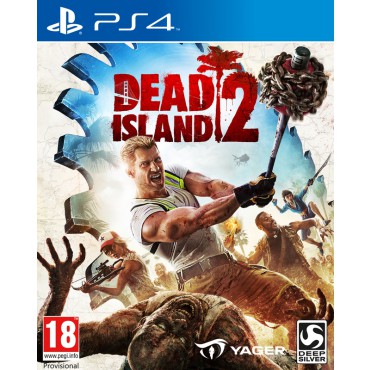 PS4
DEAD
ISLAND 2
18
www.pegi.info
Provisional
YAGER
DEEP
SILVER